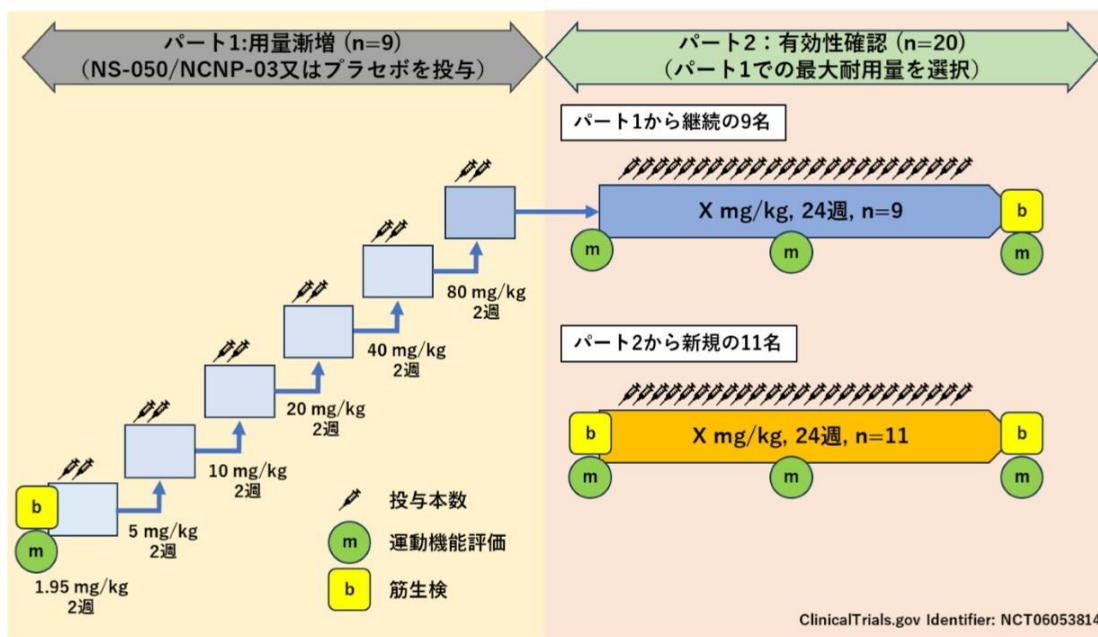 パート1:用量漸増 (n=9)
(NS-050/NCNP-03又はプラセボを投与)
パート2：有効性確認 (n=20)
（パート1での最大耐用量を選択）
パート1から継続の9名
X mg/kg, 24週, n=9
b
m
m
m
パート2から新規の11名
b
X mg/kg, 24週, n=11
b
m
m
m
80 mg/kg
2週
40 mg/kg
2週
20 mg/kg
2週
10 mg/kg
2週
5 mg/kg
2週
b
m
1.95 mg/kg
2週
投与本数
m 運動機能評価
b 筋生検
ClinicalTrials.gov Identifier: NCT06053814